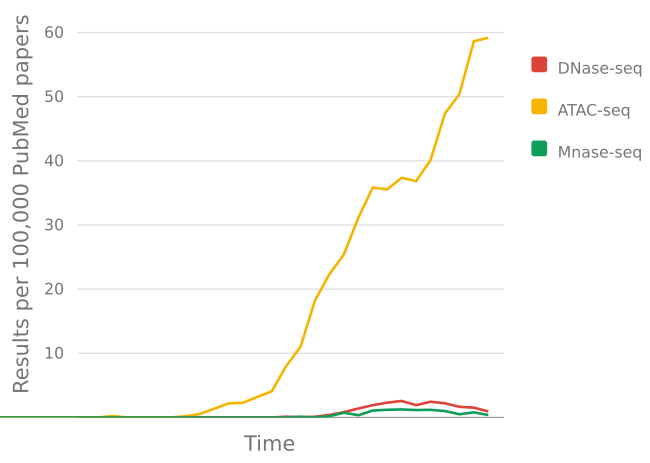 Results per 100,000 PubMed papers
60
50
40
30
20
10
Time
DNase-seq
ATAC-seq
Mnase-seq